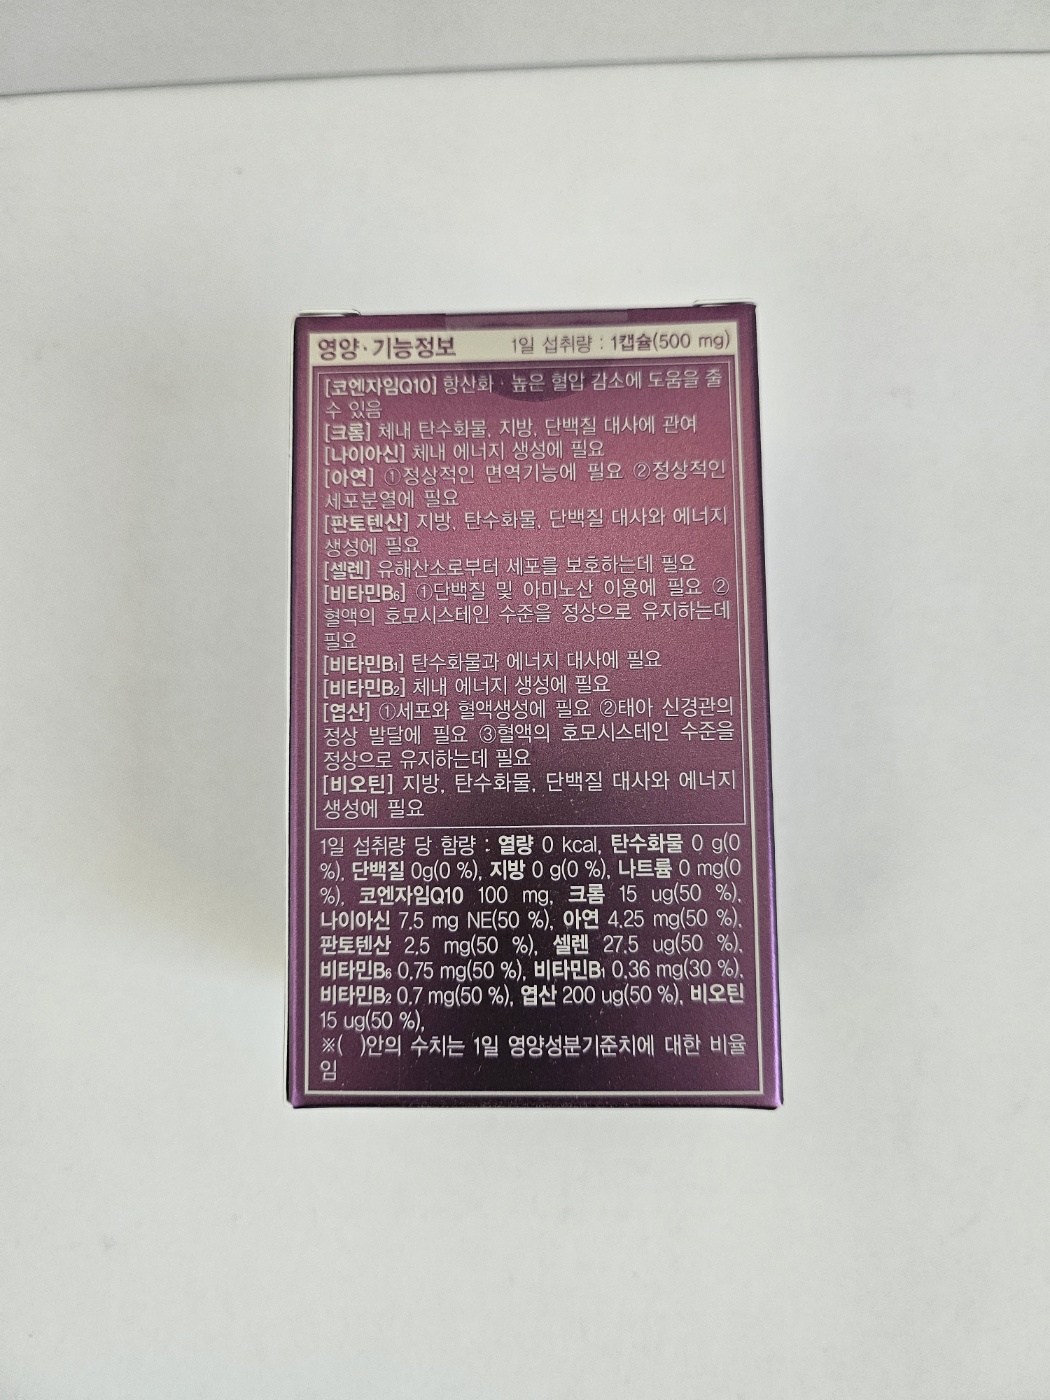 영양·기능정보 1일 섭취량 : 1캡슐(500 mg)
[코엔자임Q10] 항산화·높은 혈압 감소에 도움을 줄
수 있음
[크롬] 체내 탄수화물, 지방, 단백질 대사에 관여
[나이아신] 체내 에너지 생성에 필요
[아연] ①정상적인 면역기능에 필요 ②정상적인
세포분열에 필요
[판토텐산] 지방, 탄수화물, 단백질 대사와 에너지
생성에 필요
[셀렌] 유해산소로부터 세포를 보호하는데 필요
[비타민B₆] ①단백질 및 아미노산 이용에 필요 ②
혈액의 호모시스테인 수준을 정상으로 유지하는데
필요
[비타민B₁] 탄수화물과 에너지 대사에 필요
[비타민B₂] 체내 에너지 생성에 필요
[엽산] ①세포와 혈액생성에 필요 ②태아 신경관의
정상 발달에 필요 ③혈액의 호모시스테인 수준을
정상으로 유지하는데 필요
[비오틴] 지방, 탄수화물, 단백질 대사와 에너지
생성에 필요
1일 섭취량 당 함량 : 열량 0 kcal, 탄수화물 0 g(0
%), 단백질 0g(0 %), 지방 0 g(0 %), 나트륨 0 mg(0
%), 코엔자임Q10 100 mg, 크롬 15 ug(50 %),
나이아신 7.5 mg NE(50 %), 아연 4.25 mg(50 %),
판토텐산 2.5 mg(50 %), 셀렌 27.5 ug(50 %),
비타민B₆ 0.75 mg(50 %), 비타민B₁ 0.36 mg(30 %),
비타민B₂ 0.7 mg(50 %), 엽산 200 ug(50 %), 비오틴
15 ug(50 %),
※( )안의 수치는 1일 영양성분기준치에 대한 비율
임